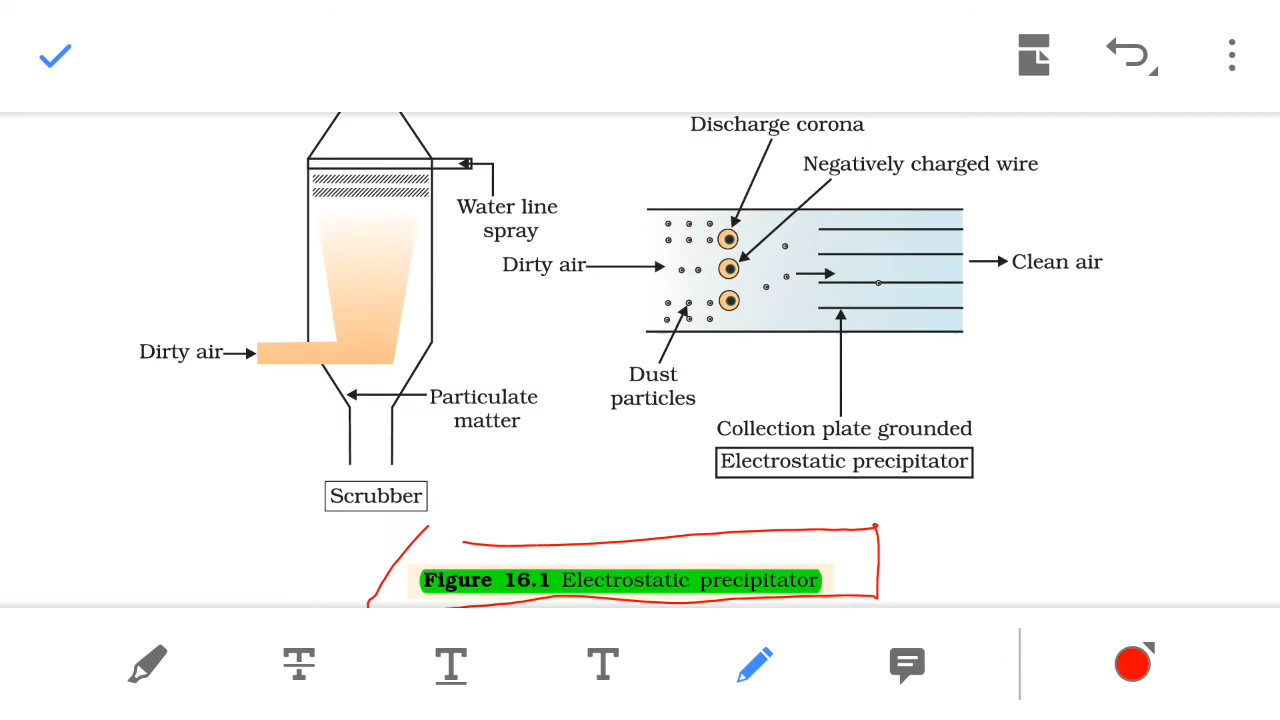 Discharge corona
Negatively charged wire
Water line
spray
Dirty air
Clean air
Dirty air
Dust
particles
Particulate
matter
Collection plate grounded
Electrostatic precipitator
Scrubber
Figure 16.1 Electrostatic precipitator